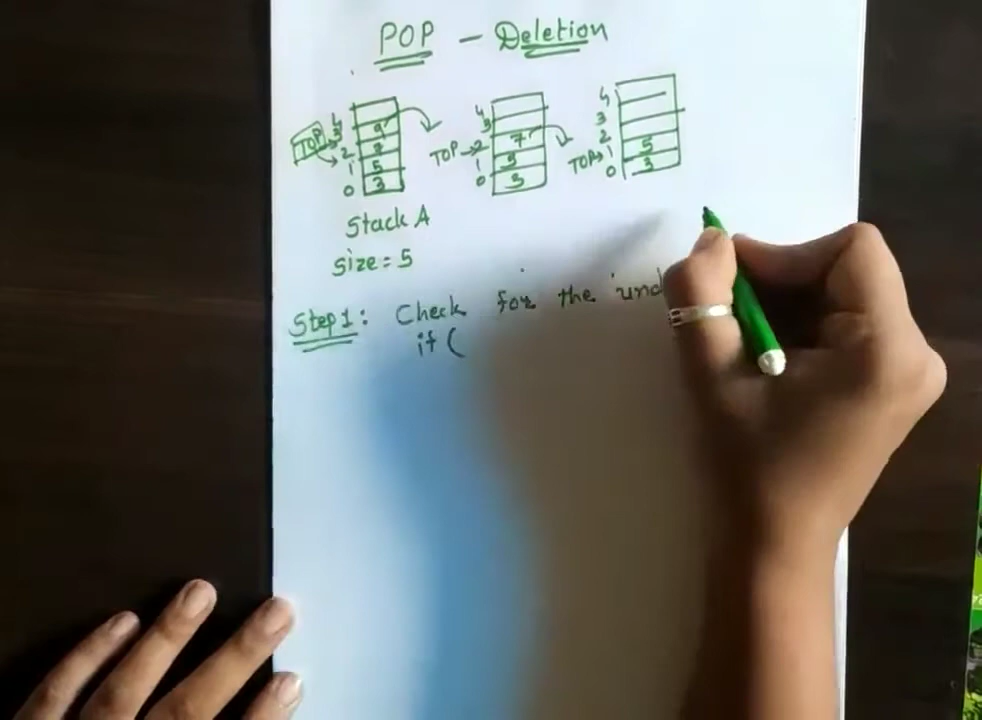 POP - Deletion
4
3 9
2 7
1 5
0 3
TOP
4
3
TOP → 2 7
1 5
0 3
4
3
2
TOP → 1 5
0 3
Stack A
size = 5
Step 1: Check for the und
if (